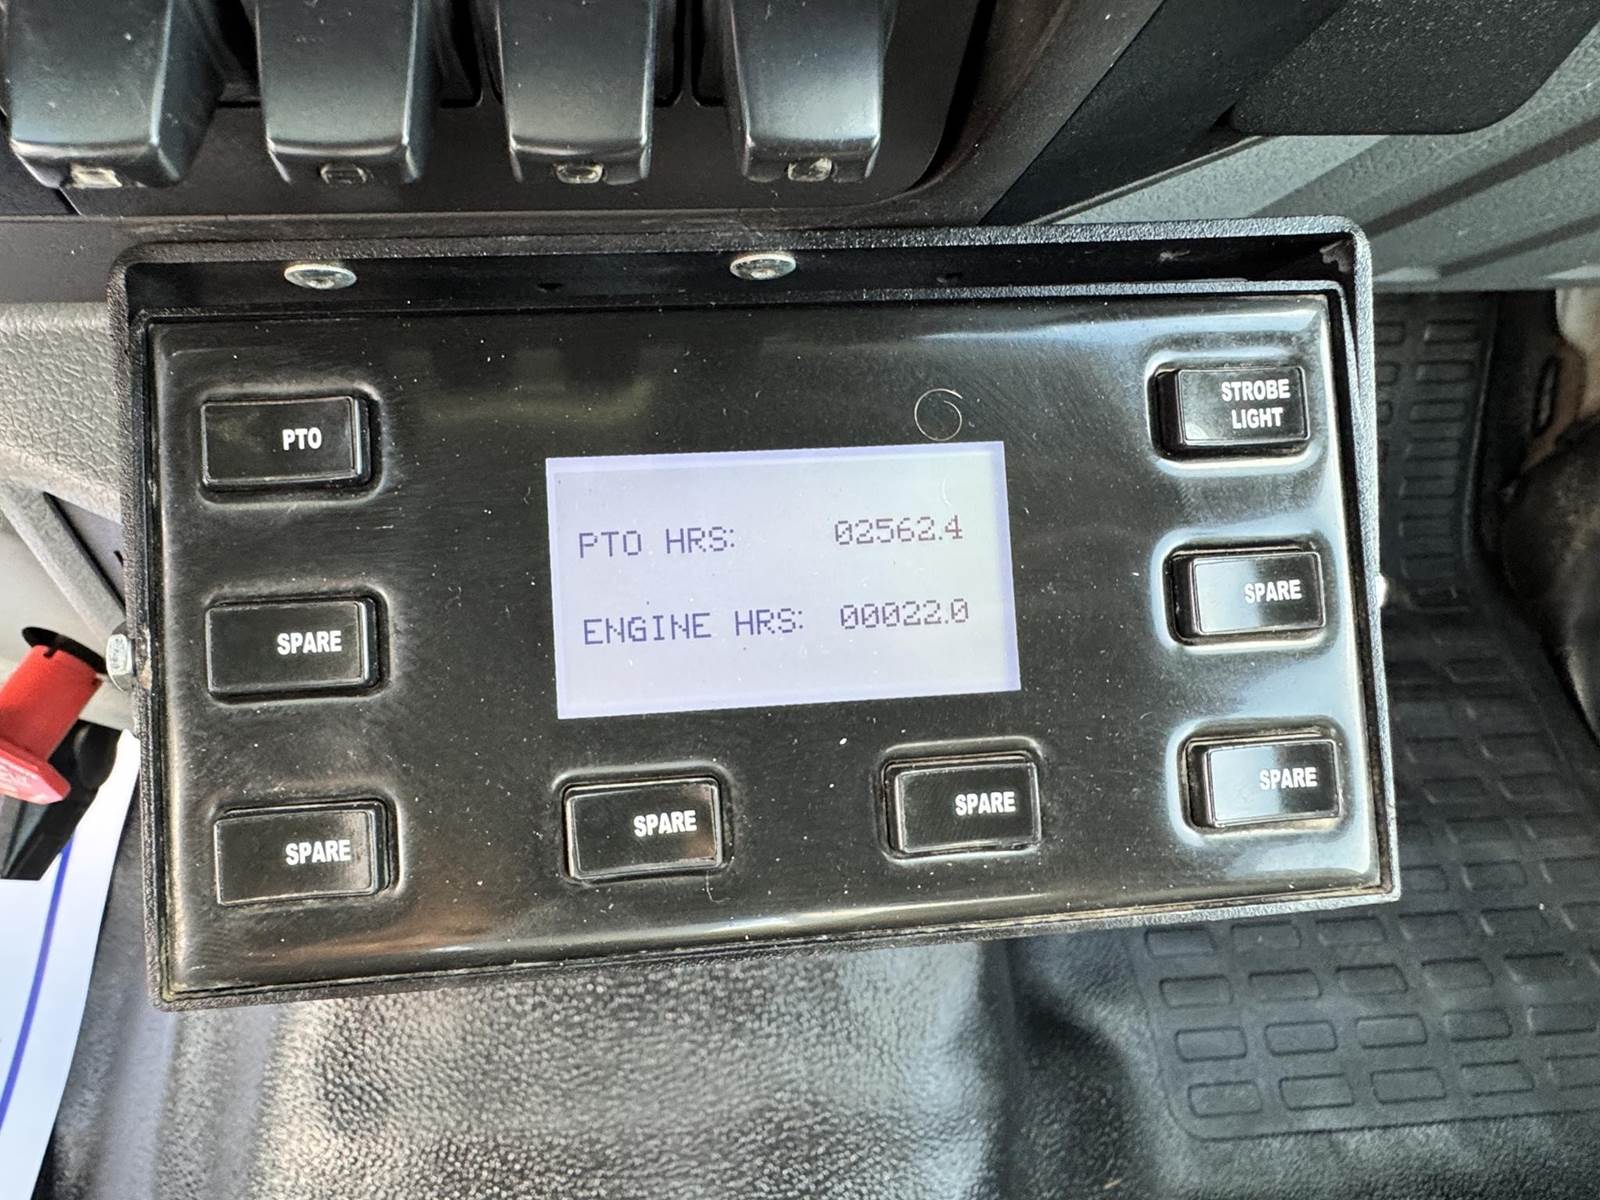 PTO
STROBE
LIGHT
PTO HRS: 02562.4
ENGINE HRS: 00022.0
SPARE
SPARE
SPARE
SPARE
SPARE
SPARE